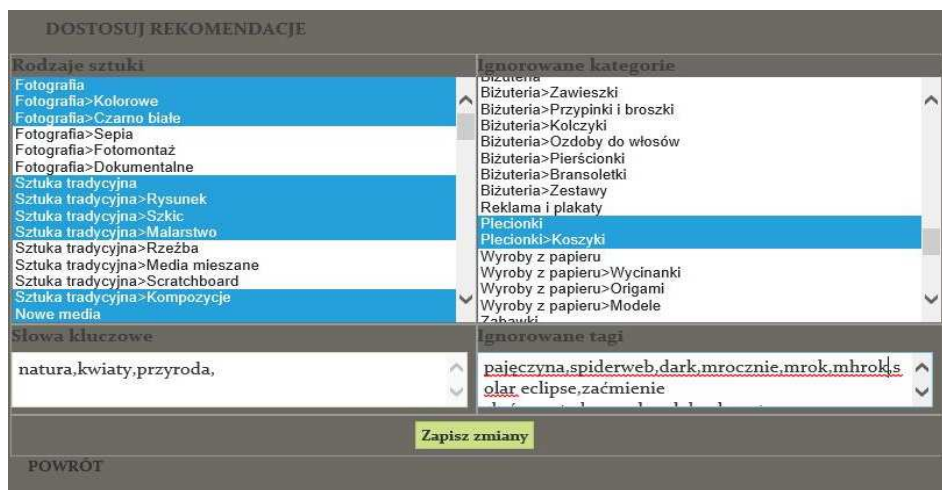 DOSTOSUJ REKOMENDACJE
Rodzaje sztuki
Fotografia
Fotografia>Kolorowe
Fotografia>Czarno białe
Fotografia>Sepia
Fotografia>Fotomontaż
Fotografia>Dokumentalne
Sztuka tradycyjna
Sztuka tradycyjna>Rysunek
Sztuka tradycyjna>Szkic
Sztuka tradycyjna>Malarstwo
Sztuka tradycyjna>Rzeźba
Sztuka tradycyjna>Media mieszane
Sztuka tradycyjna>Scratchboard
Sztuka tradycyjna>Kompozycje
Nowe media
Ignorowane kategorie
Biżuteria
Biżuteria>Zawieszki
Biżuteria>Przypinki i broszki
Biżuteria>Kolczyki
Biżuteria>Ozdoby do włosów
Biżuteria>Pierścionki
Biżuteria>Bransoletki
Biżuteria>Zestawy
Reklama i plakaty
Plecionki
Plecionki>Koszyki
Wyroby z papieru
Wyroby z papieru>Wycinanki
Wyroby z papieru>Origami
Wyroby z papieru>Modele
Zabawki
Słowa kluczowe
natura,kwiaty,przyroda,
Ignorowane tagi
pajęczyna,spiderweb,dark,mrocznie,mrok,mhrok,s
olar eclipse,zaćmienie
Zapisz zmiany
POWRÓT